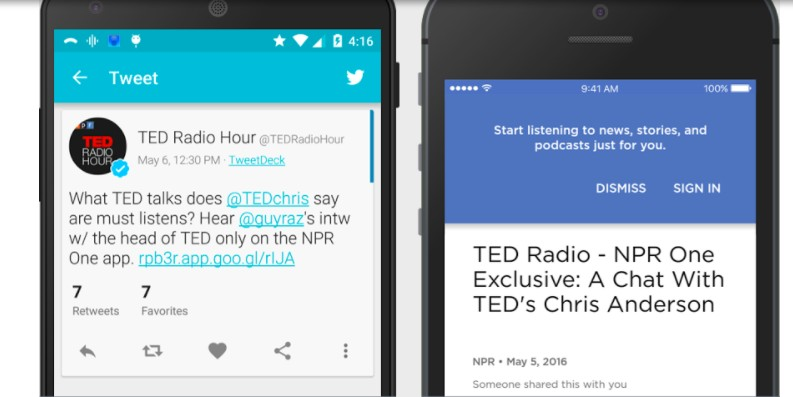 4:16
Tweet
TED
RADIO
HOUR
TED Radio Hour @TEDRadioHour
May 6, 12:30 PM · TweetDeck
What TED talks does @TEDchris say
are must listens? Hear @guyraz's intw
w/ the head of TED only on the NPR
One app. rpb3r.app.goo.gl/rIJA
7 7
Retweets Favorites
9:41 AM 100%
Start listening to news, stories, and
podcasts just for you.
DISMISS SIGN IN
TED Radio - NPR One
Exclusive: A Chat With
TED's Chris Anderson
NPR • May 5, 2016
Someone shared this with you